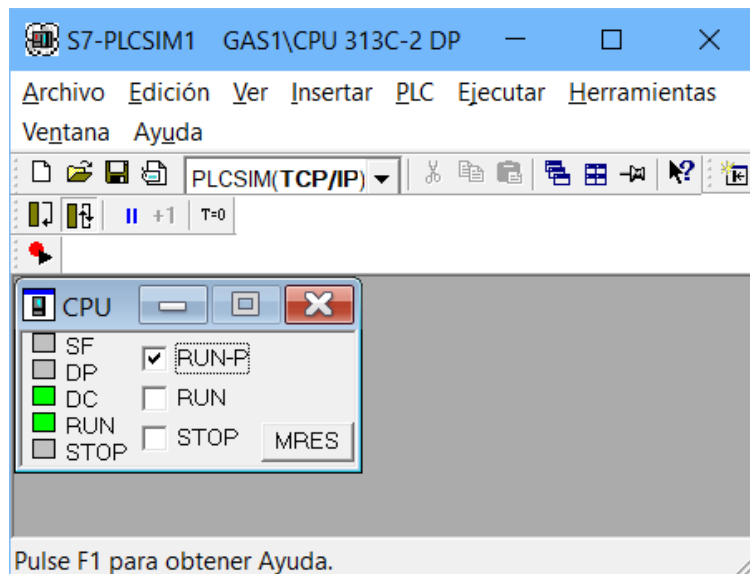 S7-PLCSIM1 GAS1\CPU 313C-2 DP
Archivo Edición Ver Insertar PLC Ejecutar Herramientas
Ventana Ayuda
PLCSIM(TCP/IP)
+1 T=0
CPU
SF
DP
DC
RUN
STOP
RUN-P
RUN
STOP
MRES
Pulse F1 para obtener Ayuda.